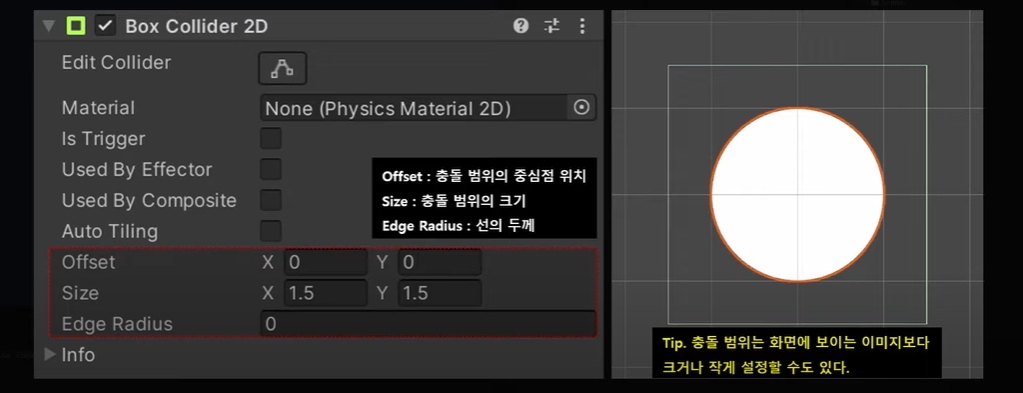 Box Collider 2D
Edit Collider
Material None (Physics Material 2D)
Is Trigger
Used By Effector
Used By Composite
Auto Tiling
Offset : 충돌 범위의 중심점 위치
Size : 충돌 범위의 크기
Edge Radius : 선의 두께
Offset X 0 Y 0
Size X 1.5 Y 1.5
Edge Radius 0
Info
Tip. 충돌 범위는 화면에 보이는 이미지보다
크거나 작게 설정할 수도 있다.